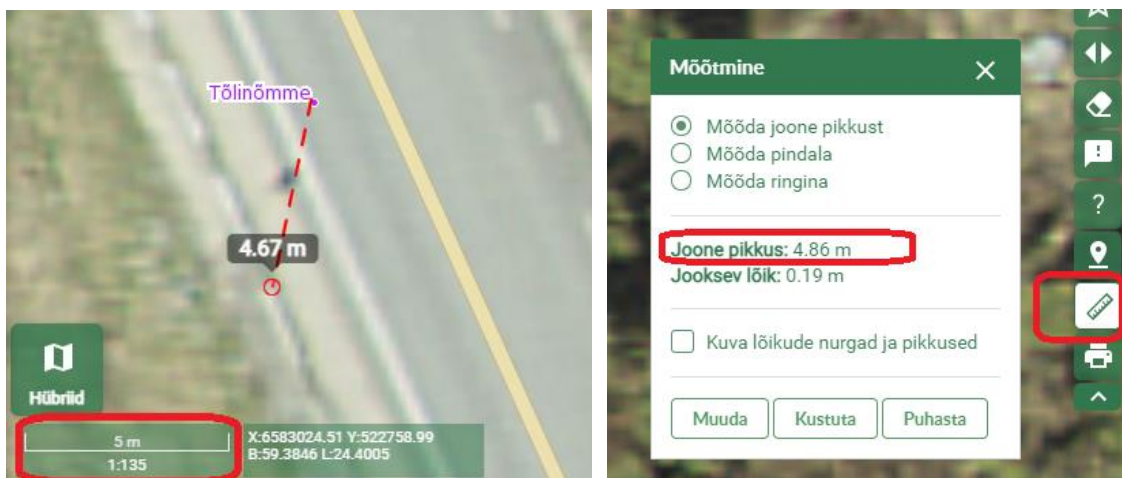 Tõlinõmme
4.67 m
Hübriid
5 m
1:135
X:6583024.51 Y:522758.99
B:59.3846 L:24.4005
Mõõtmine
Mõõda joone pikkust
Mõõda pindala
Mõõda ringina
Joone pikkus: 4.86 m
Jooksev lõik: 0.19 m
Kuva lõikude nurgad ja pikkused
Muuda
Kustuta
Puhasta
?